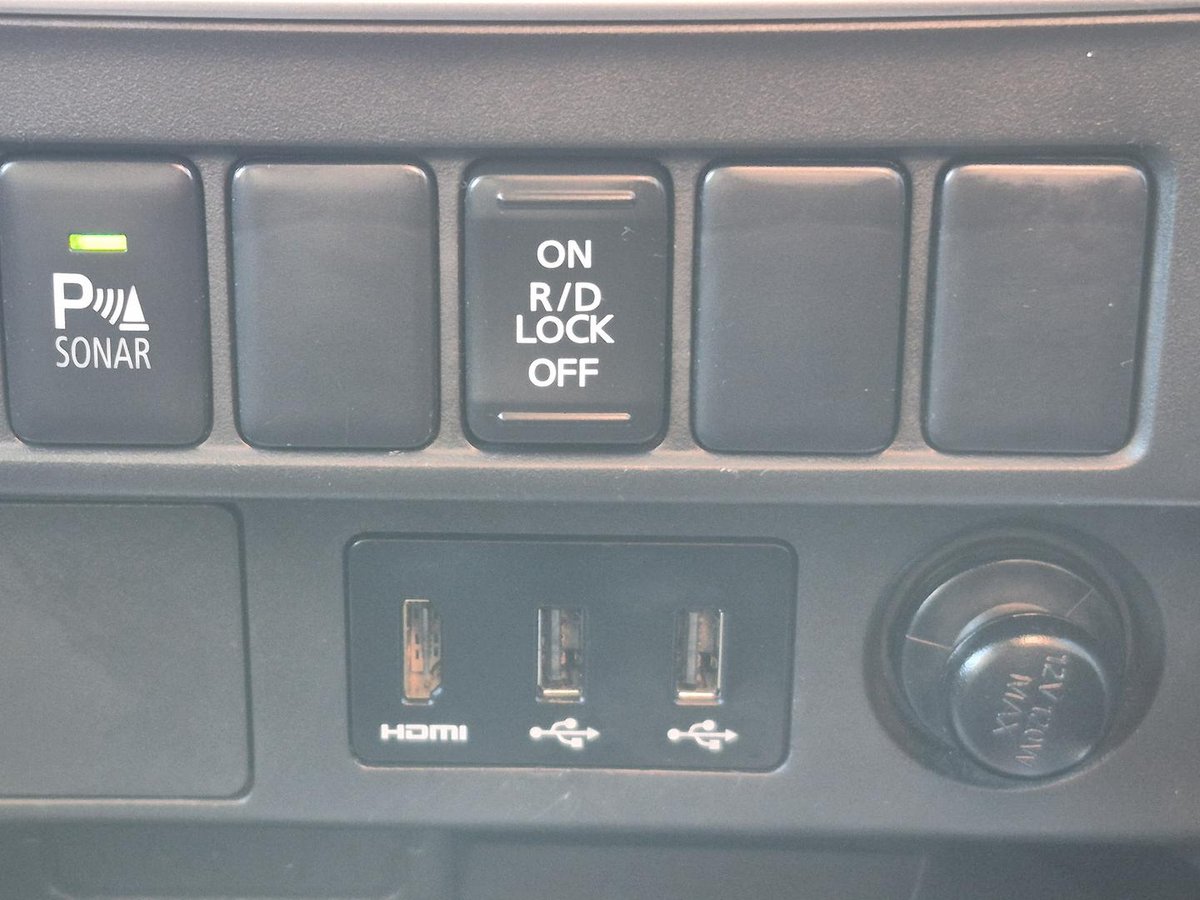 P
SONAR
ON
R/D
LOCK
OFF
HDMI
12V 120W
MAX